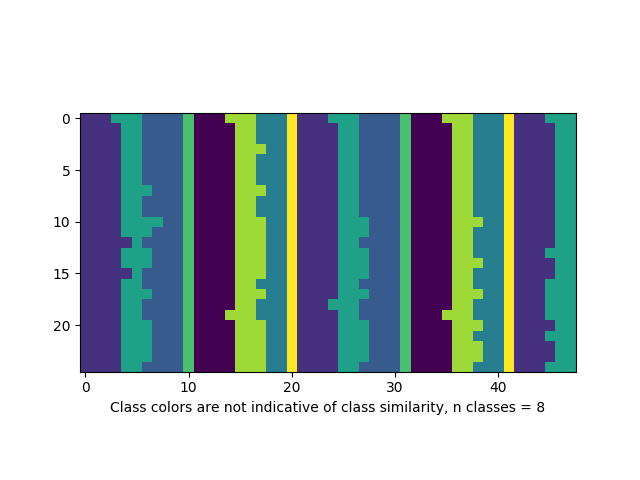 0
5
10
15
20
0 10 20 30 40
Class colors are not indicative of class similarity, n classes = 8